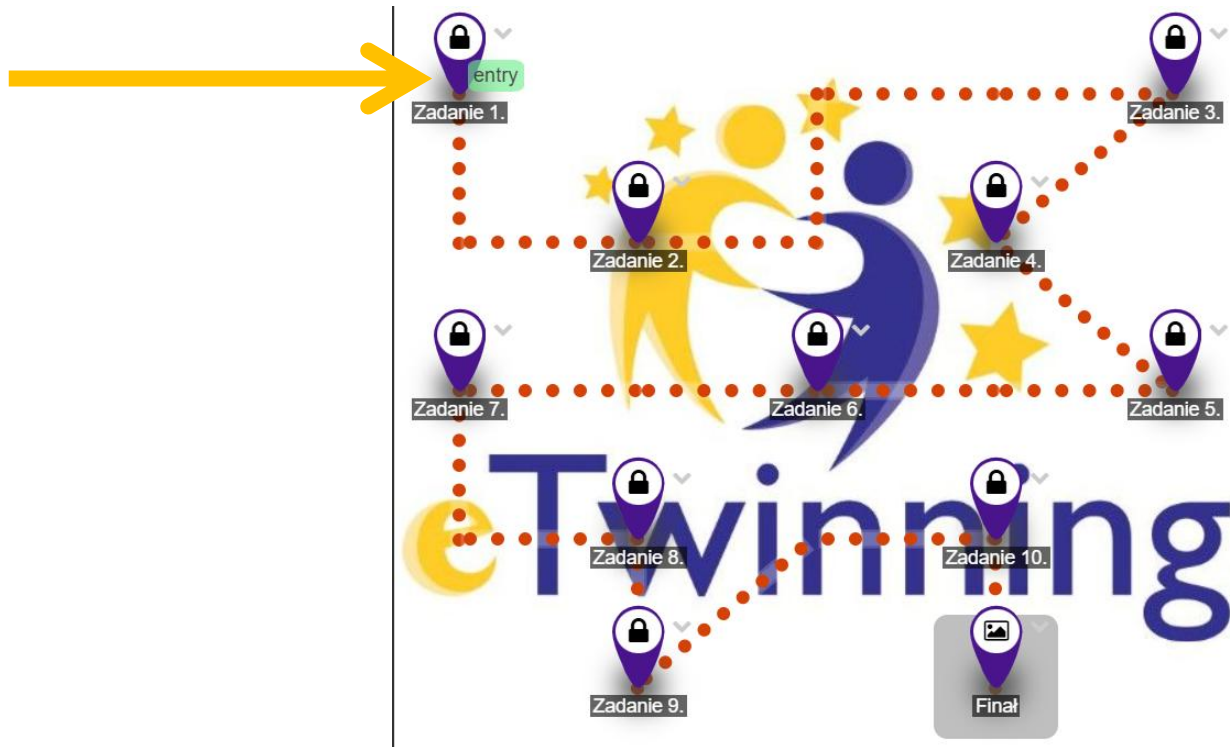 entry
Zadanie 1.
Zadanie 3.
Zadanie 2.
Zadanie 4.
Zadanie 7.
Zadanie 6.
Zadanie 5.
eTwinning
Zadanie 8.
Zadanie 10.
Zadanie 9.
Finał